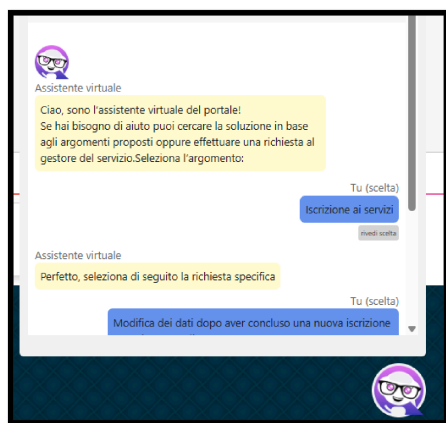 Assistente virtuale
Ciao, sono l'assistente virtuale del portale!
Se hai bisogno di aiuto puoi cercare la soluzione in base
agli argomenti proposti oppure effettuare una richiesta al
gestore del servizio.Seleziona l'argomento:
Tu (scelta)
Iscrizione ai servizi
rivedi scelta
Assistente virtuale
Perfetto, seleziona di seguito la richiesta specifica
Tu (scelta)
Modifica dei dati dopo aver concluso una nuova iscrizione